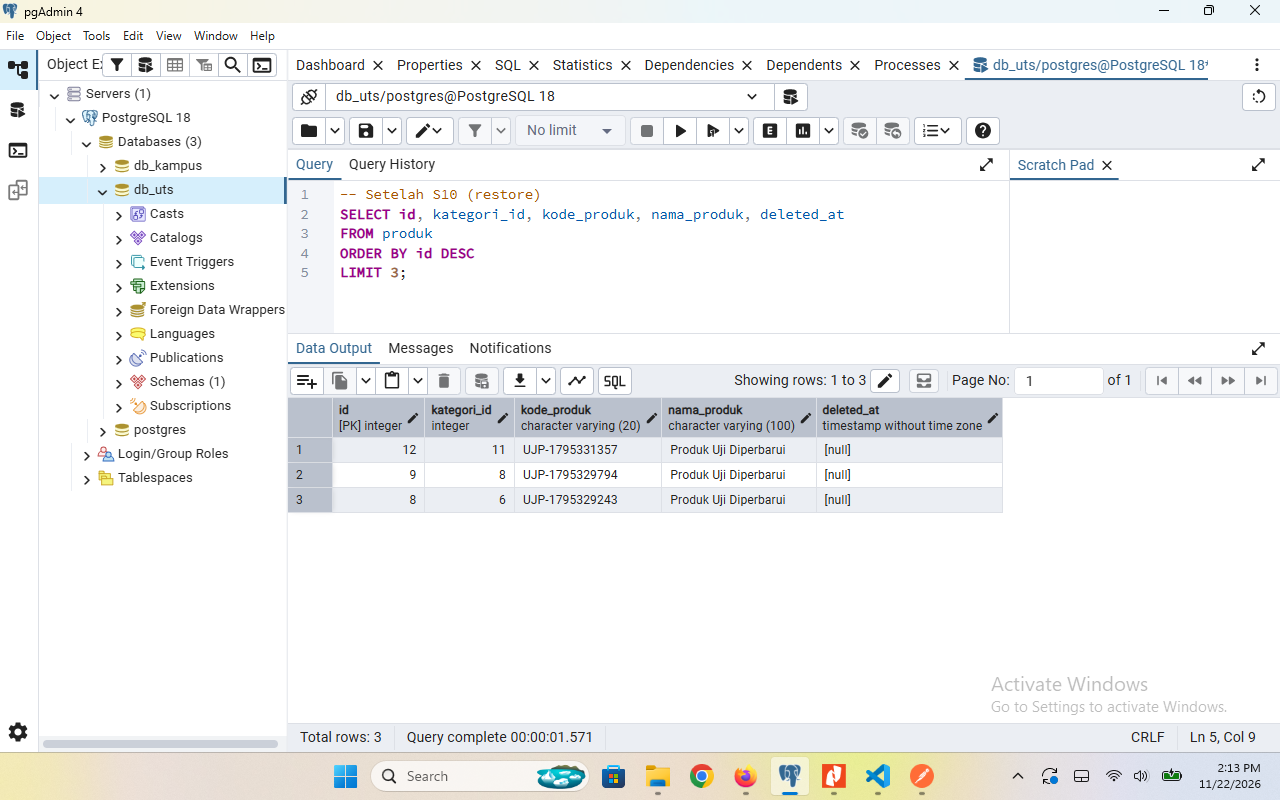 pgAdmin 4
File Object Tools Edit View Window Help
Object E
Dashboard Properties SQL Statistics Dependencies Dependents Processes db_uts/postgres@PostgreSQL 18*
Servers (1)
PostgreSQL 18
Databases (3)
db_kampus
db_uts
Casts
Catalogs
Event Triggers
Extensions
Foreign Data Wrappers
Languages
Publications
Schemas (1)
Subscriptions
postgres
Login/Group Roles
Tablespaces
db_uts/postgres@PostgreSQL 18
No limit
E
Query Query History
Scratch Pad
1 -- Setelah S10 (restore)
2 SELECT id, kategori_id, kode_produk, nama_produk, deleted_at
3 FROM produk
4 ORDER BY id DESC
5 LIMIT 3;
Data Output Messages Notifications
SQL Showing rows: 1 to 3 Page No: 1 of 1
id kategori_id kode_produk nama_produk deleted_at
[PK] integer integer character varying (20) character varying (100) timestamp without time zone
1 12 11 UJP-1795331357 Produk Uji Diperbarui [null]
2 9 8 UJP-1795329794 Produk Uji Diperbarui [null]
3 8 6 UJP-1795329243 Produk Uji Diperbarui [null]
Activate Windows
Go to Settings to activate Windows.
Total rows: 3 Query complete 00:00:01.571 CRLF Ln 5, Col 9
Search
2:13 PM
11/22/2026